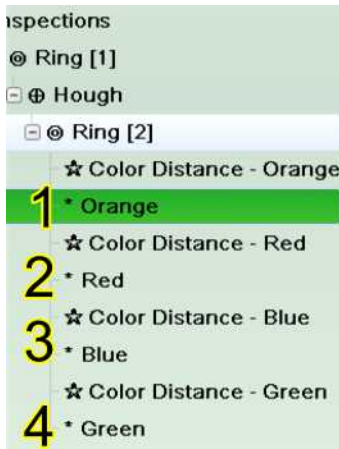 nspections
Ring [1]
Hough
Ring [2]
Color Distance - Orange
1 * Orange
Color Distance - Red
2 * Red
Color Distance - Blue
3 * Blue
Color Distance - Green
4 * Green